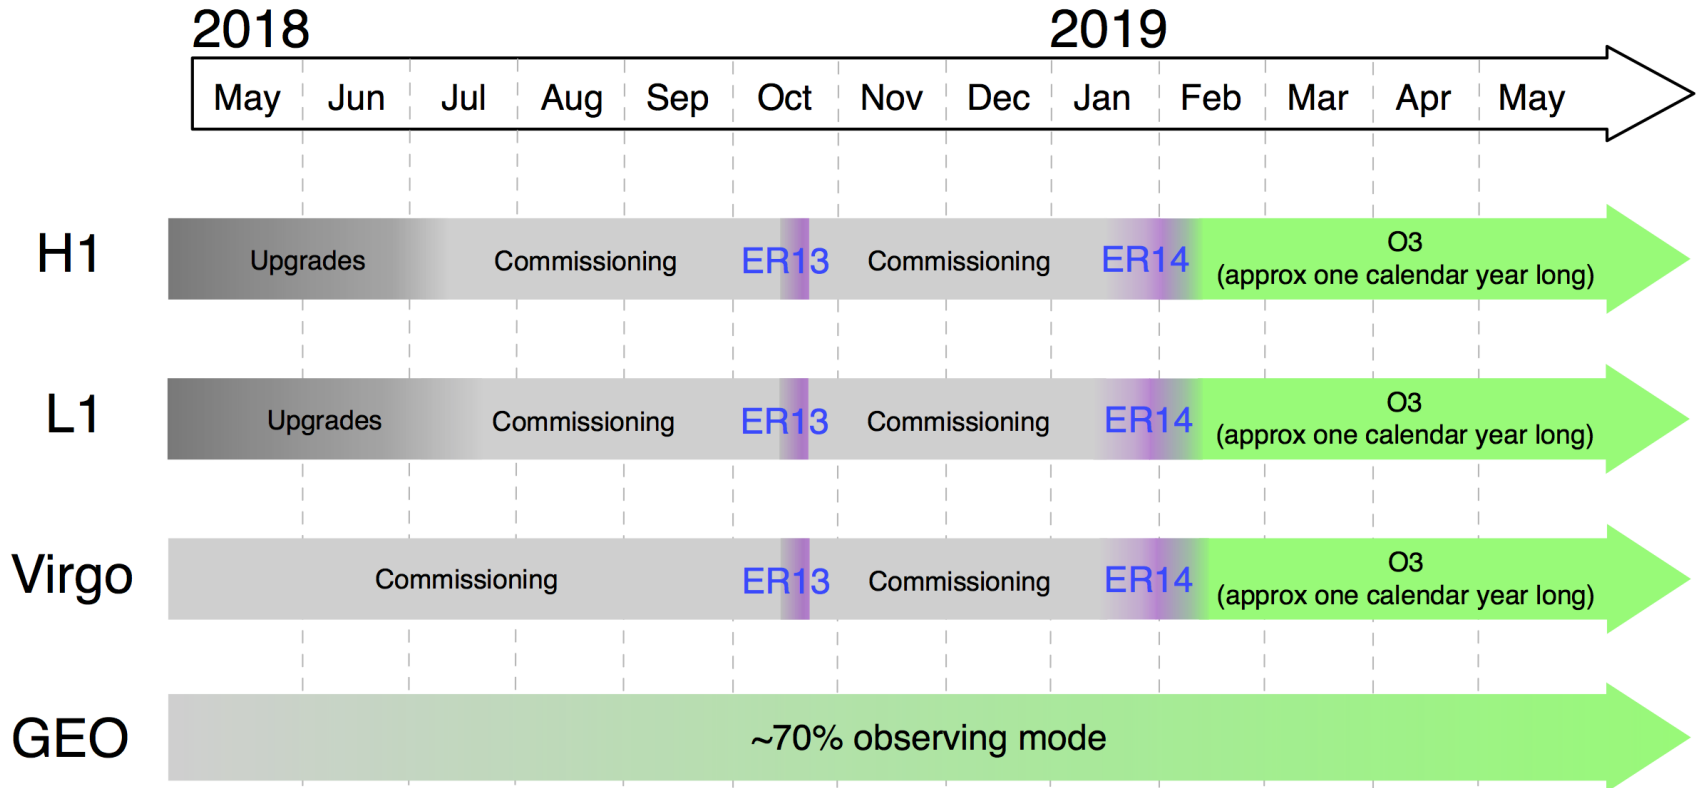 2018 2019
May Jun Jul Aug Sep Oct Nov Dec Jan Feb Mar Apr May
H1 Upgrades Commissioning ER13 Commissioning ER14 O3
(approx one calendar year long)
L1 Upgrades Commissioning ER13 Commissioning ER14 O3
(approx one calendar year long)
Virgo Commissioning ER13 Commissioning ER14 O3
(approx one calendar year long)
GEO ~70% observing mode